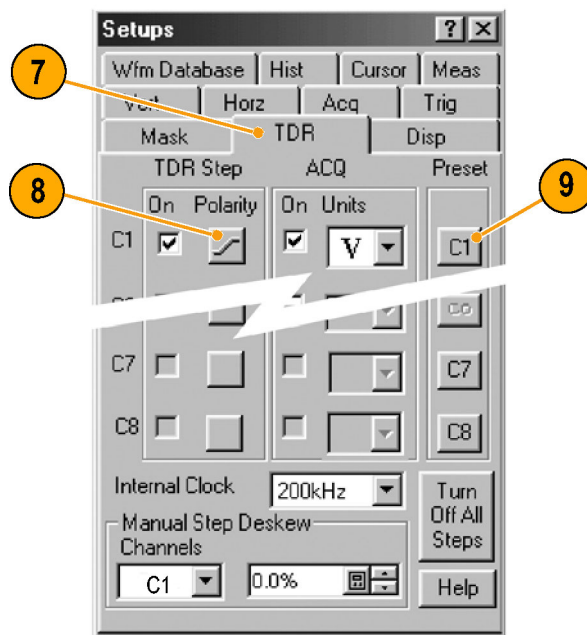 Setups ? ×
7
Wfm Database Hist Cursor Meas
Vert Horz Acq Trig
Mask TDR Disp
TDR Step ACQ Preset
8
9
On Polarity On Units
C1 V C1
C7 C7
C8 C8
Internal Clock 200kHz
Turn Off All Steps
Manual Step Deskew
Channels
C1 0.0%
Help